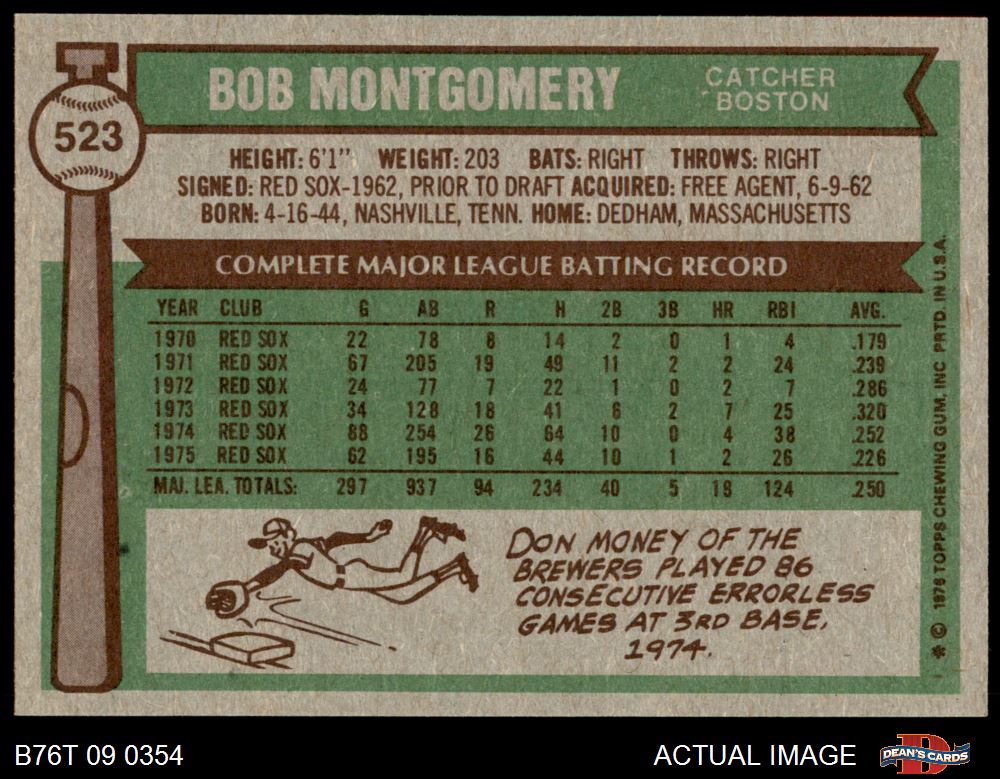 523
BOB MONTGOMERY
CATCHER
BOSTON
HEIGHT: 6'1" WEIGHT: 203 BATS: RIGHT THROWS: RIGHT
SIGNED: RED SOX-1962, PRIOR TO DRAFT ACQUIRED: FREE AGENT, 6-9-62
BORN: 4-16-44, NASHVILLE, TENN. HOME: DEDHAM, MASSACHUSETTS
COMPLETE MAJOR LEAGUE BATTING RECORD
YEAR CLUB G AB R H 2B 3B HR RBI AVG.
1970 RED SOX 22 78 8 14 2 0 1 4 .179
1971 RED SOX 67 205 19 49 11 2 2 24 .239
1972 RED SOX 24 77 7 22 1 0 2 7 .286
1973 RED SOX 34 128 18 41 6 2 7 25 .320
1974 RED SOX 88 254 26 64 10 0 4 38 .252
1975 RED SOX 62 195 16 44 10 1 2 26 .226
MAJ. LEA. TOTALS: 297 937 94 234 40 5 18 124 .250
DON MONEY OF THE
BREWERS PLAYED 86
CONSECUTIVE ERRORLESS
GAMES AT 3RD BASE,
1974.
* © 1976 TOPPS CHEWING GUM, INC PRTD. IN U.S.A.
B76T 09 0354
ACTUAL IMAGE
DEAN'S CARDS